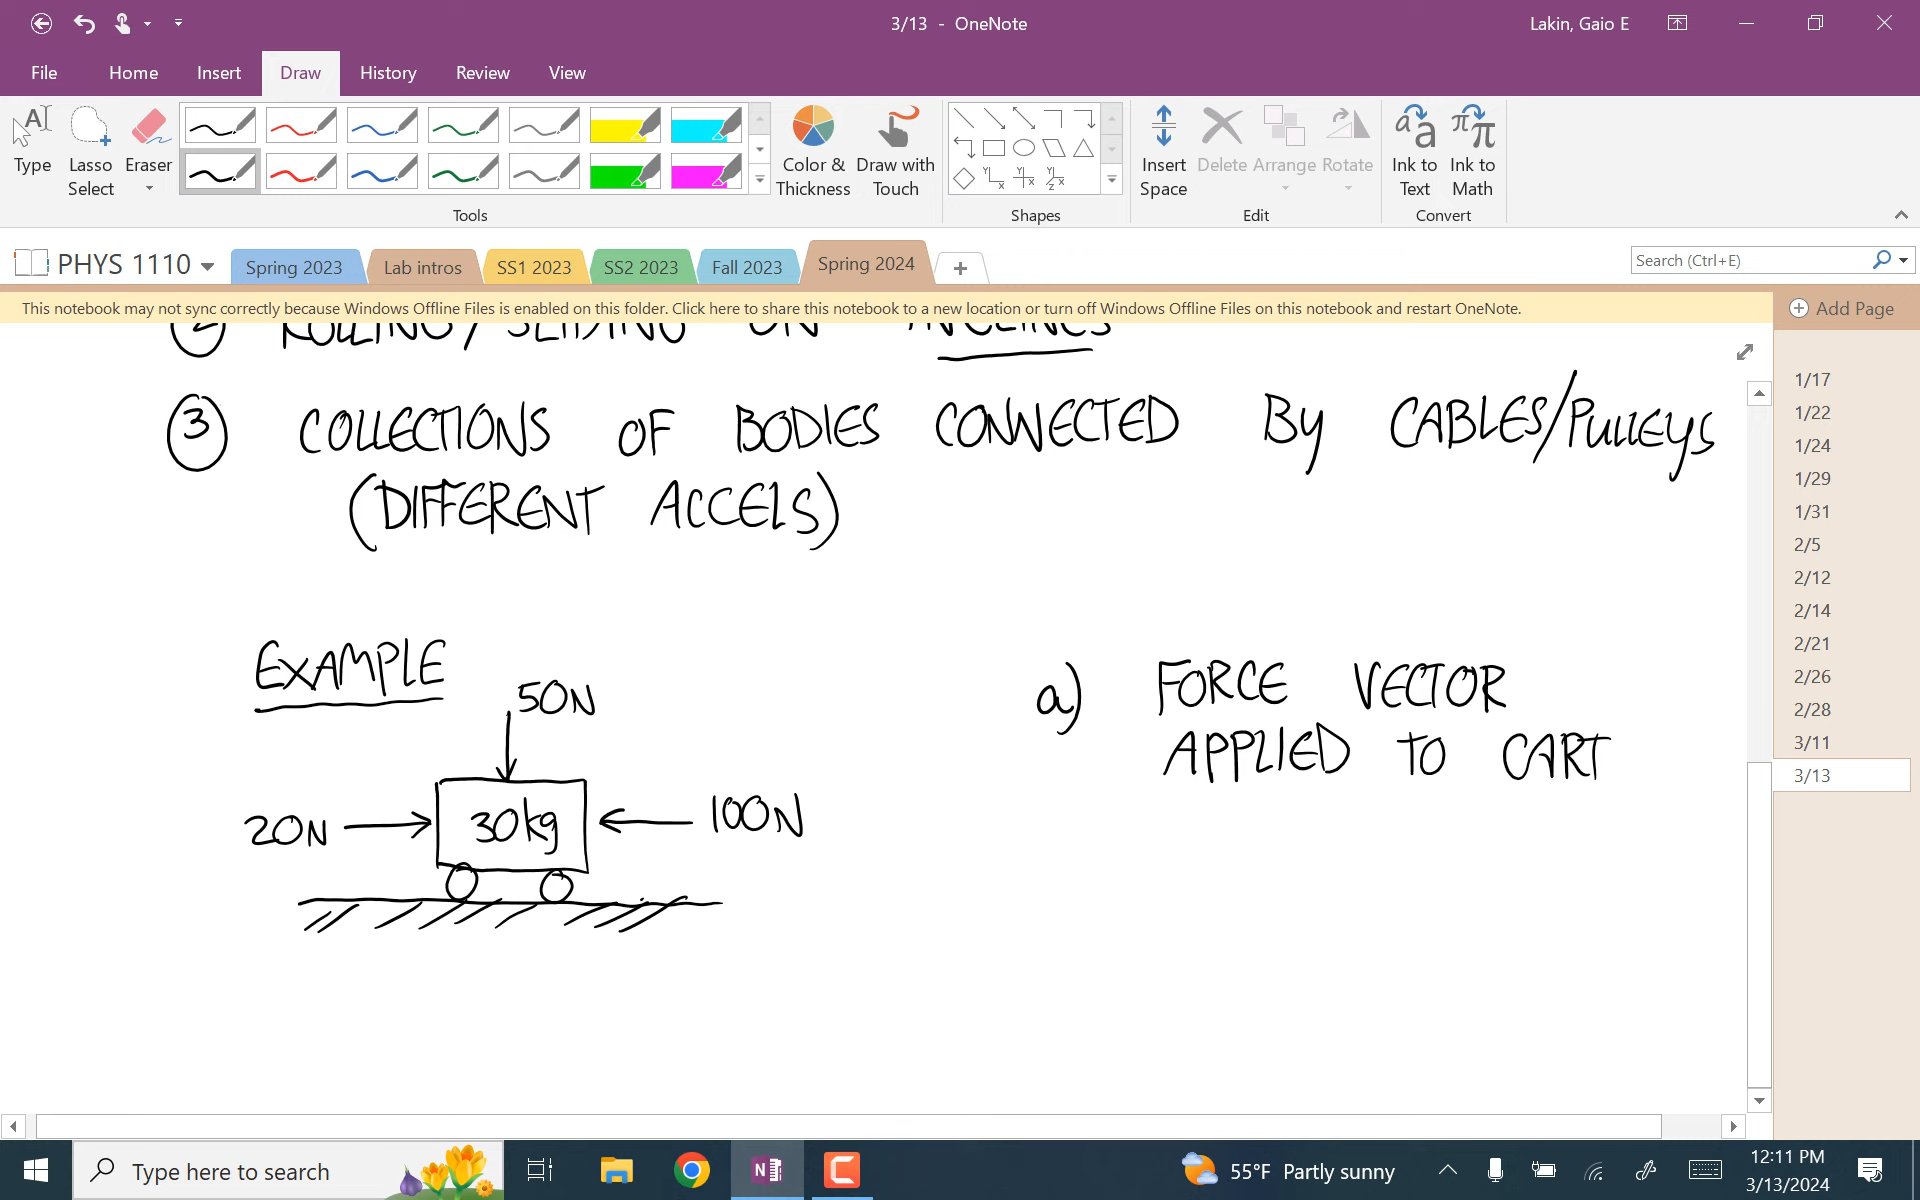 3/13 - OneNote
Lakin, Gaio E
File Home Insert Draw History Review View
Type
Lasso Select
Eraser
Color & Thickness
Draw with Touch
Insert Space
Delete
Arrange
Rotate
Ink to Text
Ink to Math
Tools
Shapes
Edit
Convert
PHYS 1110
Spring 2023
Lab intros
SS1 2023
SS2 2023
Fall 2023
Spring 2024
Search (Ctrl+E)
This notebook may not sync correctly because Windows Offline Files is enabled on this folder. Click here to share this notebook to a new location or turn off Windows Offline Files on this notebook and restart OneNote.
Add Page
1/17
1/22
1/24
1/29
1/31
2/5
2/12
2/14
2/21
2/26
2/28
3/11
3/13
② ROLLING/SLIDING ON INCLINES
③ COLLECTIONS OF BODIES CONNECTED By CABLES/PULLEYS
(DIFFERENT ACCELS)
EXAMPLE
50N
20N
30kg
100N
a) FORCE VECTOR
APPLIED TO CART
Type here to search
55°F Partly sunny
12:11 PM
3/13/2024